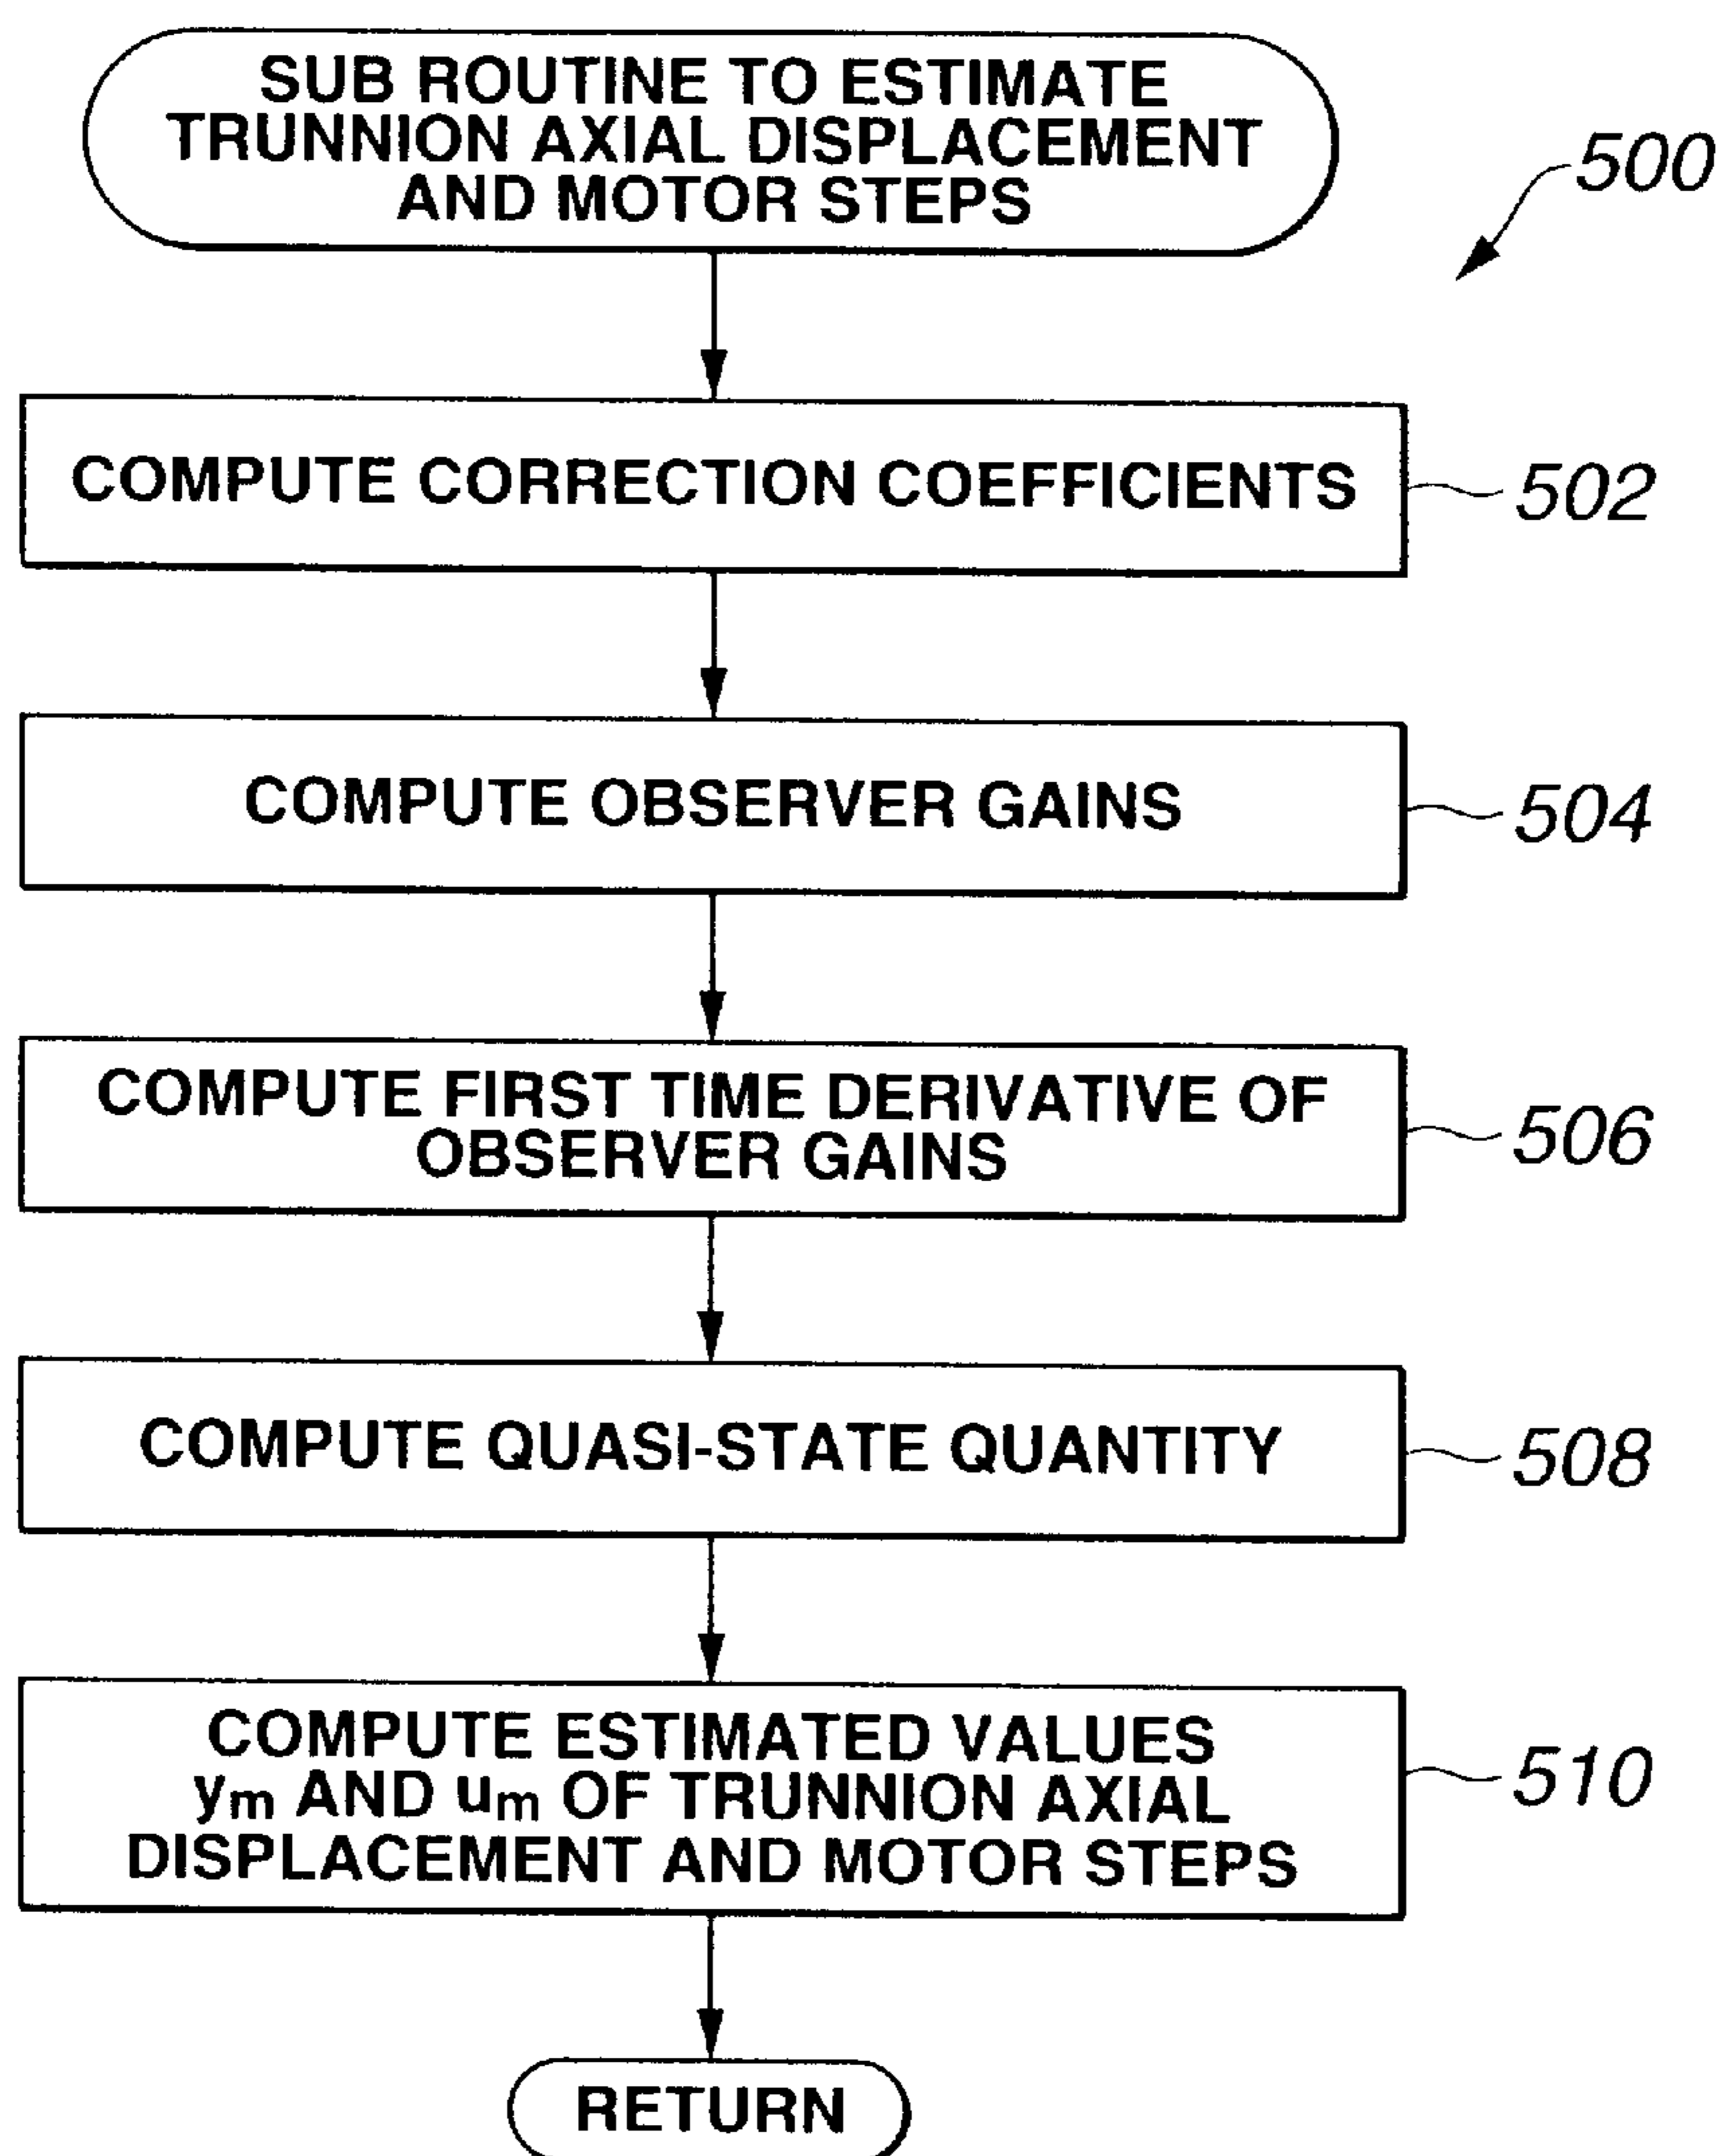 SUB ROUTINE TO ESTIMATE
TRUNNION AXIAL DISPLACEMENT
AND MOTOR STEPS
500
COMPUTE CORRECTION COEFFICIENTS
502
COMPUTE OBSERVER GAINS
504
COMPUTE FIRST TIME DERIVATIVE OF
OBSERVER GAINS
506
COMPUTE QUASI-STATE QUANTITY
508
COMPUTE ESTIMATED VALUES
ym AND um OF TRUNNION AXIAL
DISPLACEMENT AND MOTOR STEPS
510
RETURN